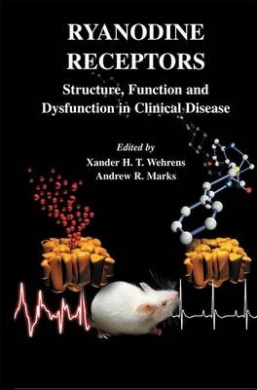 RYANODINE
RECEPTORS
Structure, Function and
Dysfunction in Clinical Disease
Edited by
Xander H. T. Wehrens
Andrew R. Marks